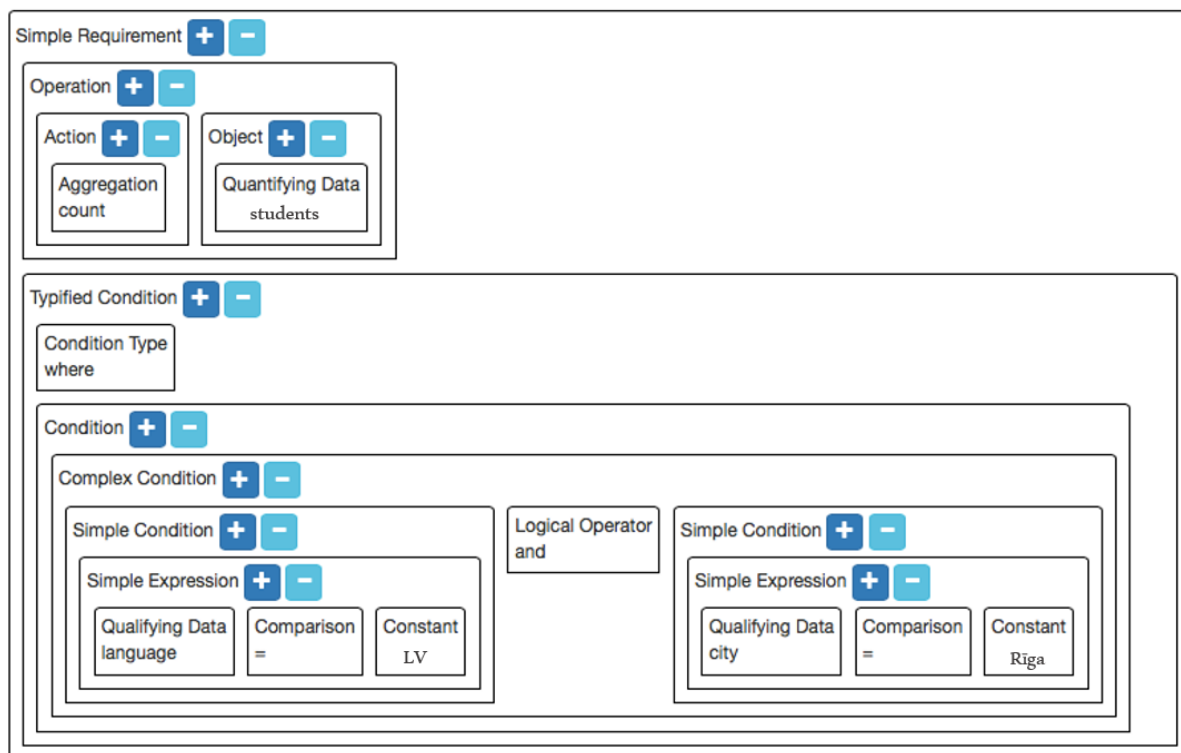 Simple Requirement + −
Operation + −
Action + − Object + −
Aggregation Quantifying Data
count students
Typified Condition + −
Condition Type
where
Condition + −
Complex Condition + −
Simple Condition + − Logical Operator Simple Condition + −
and
Simple Expression + − Simple Expression + −
Qualifying Data Comparison Constant Qualifying Data Comparison Constant
language = LV city = Rīga